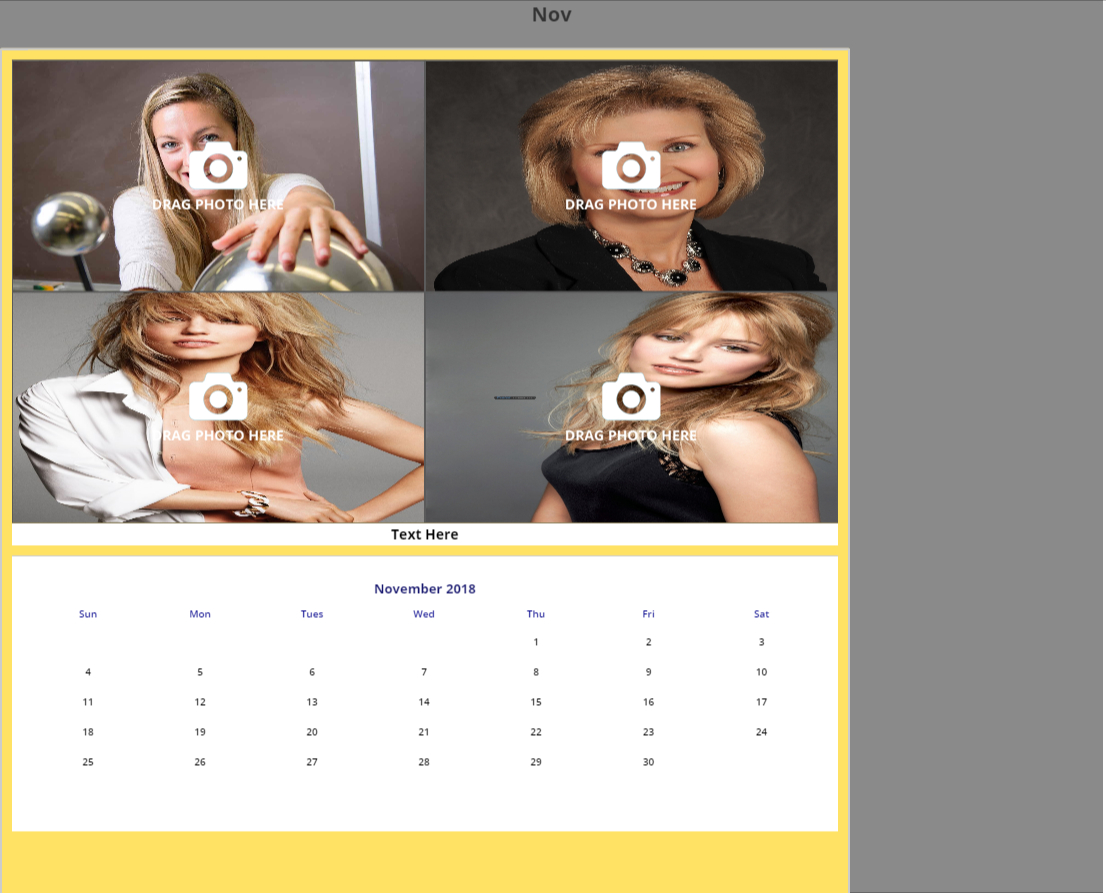 Nov
DRAG PHOTO HERE DRAG PHOTO HERE
DRAG PHOTO HERE DRAG PHOTO HERE
Text Here
November 2018
Sun Mon Tues Wed Thu Fri Sat
1 2 3
4 5 6 7 8 9 10
11 12 13 14 15 16 17
18 19 20 21 22 23 24
25 26 27 28 29 30